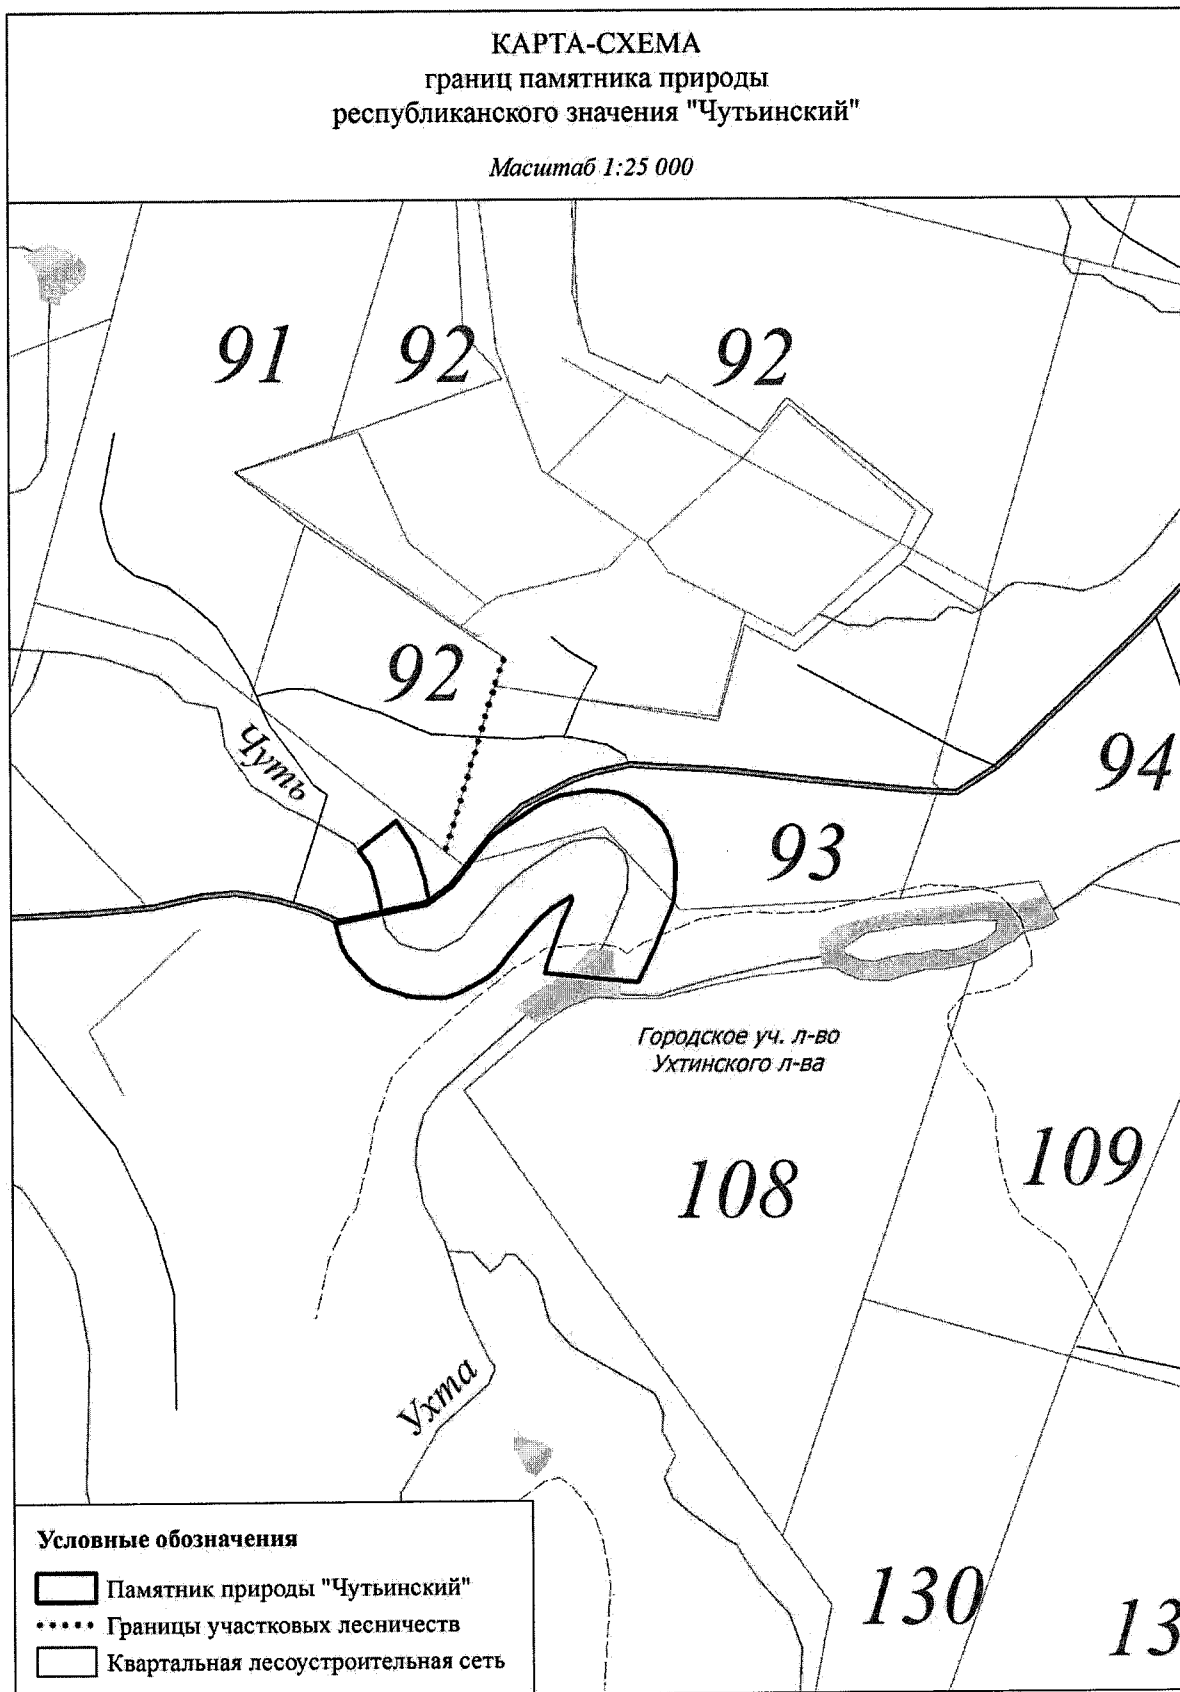 КАРТА-СХЕМА
границ памятника природы
республиканского значения "Чутьинский"
Масштаб 1:25 000
91
92
92
92
Чуть
94
93
Городское уч. л-во
Ухтинского л-ва
109
108
Ухта
130
13
Условные обозначения
Памятник природы "Чутьинский"
Границы участковых лесничеств
Квартальная лесоустроительная сеть